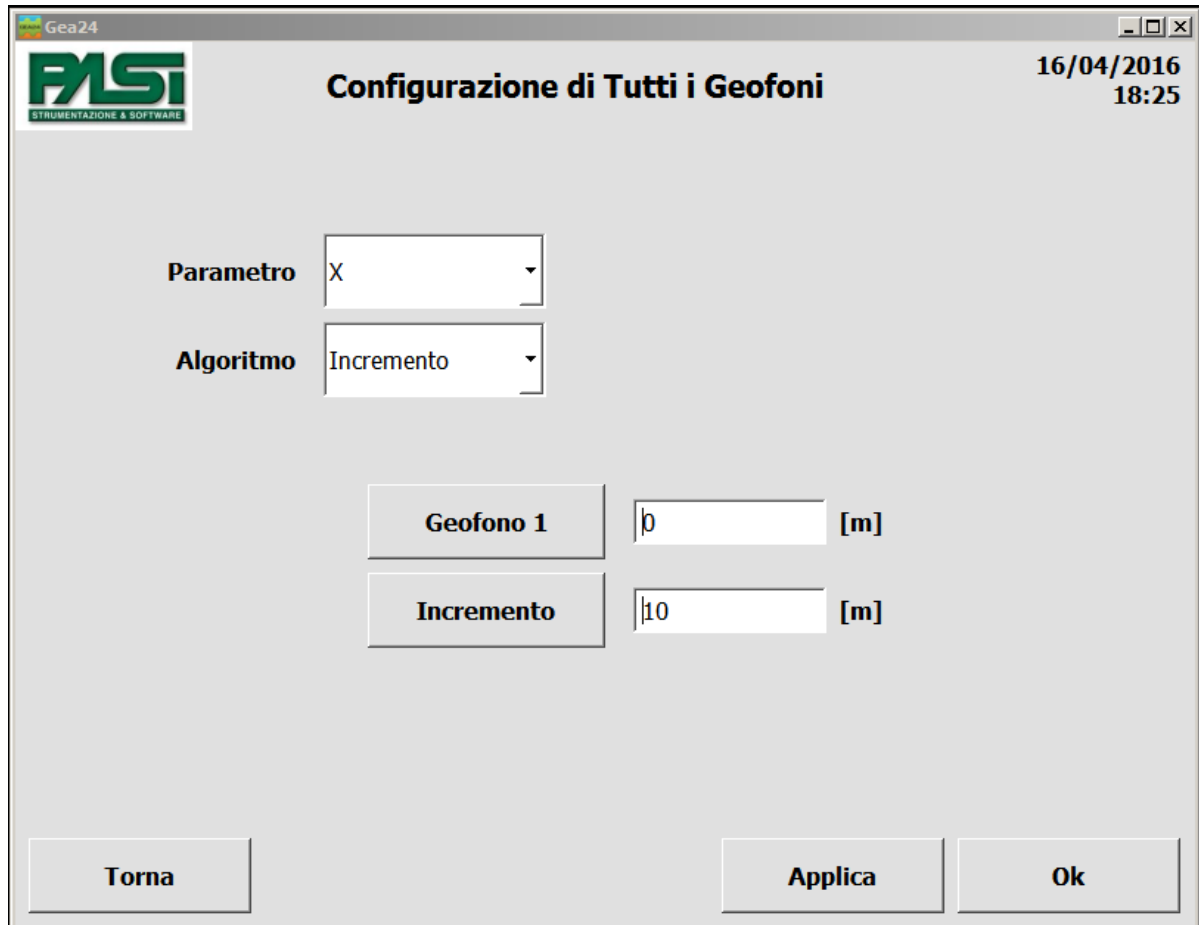 Gea24
PASI
STRUMENTAZIONE & SOFTWARE
Configurazione di Tutti i Geofoni
16/04/2016
18:25
Parametro X
Algoritmo Incremento
Geofono 1 0 [m]
Incremento 10 [m]
Torna Applica Ok